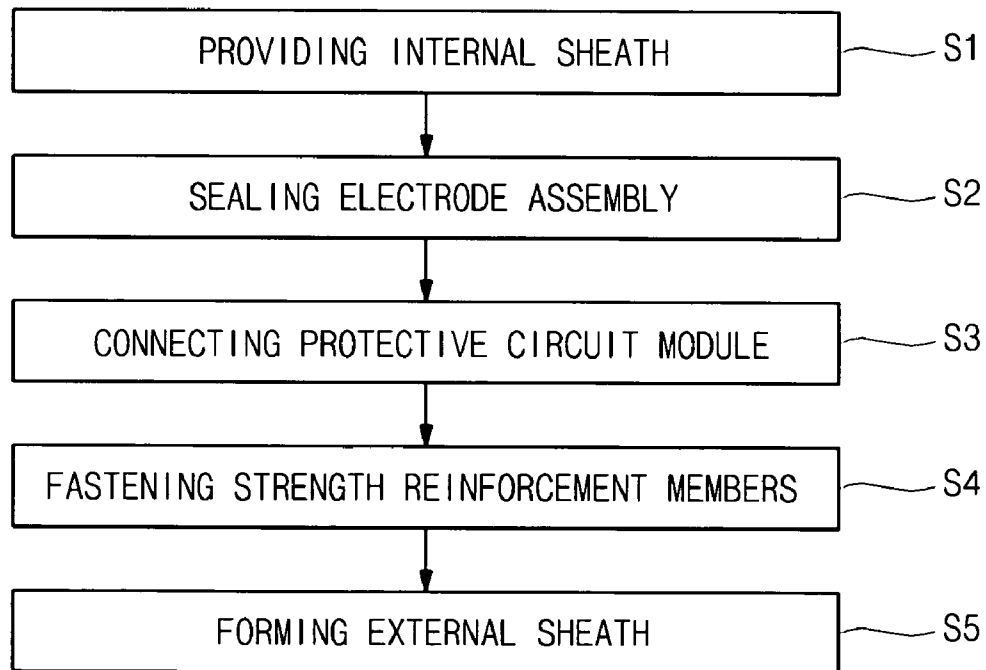 PROVIDING INTERNAL SHEATH S1
SEALING ELECTRODE ASSEMBLY S2
CONNECTING PROTECTIVE CIRCUIT MODULE S3
FASTENING STRENGTH REINFORCEMENT MEMBERS S4
FORMING EXTERNAL SHEATH S5